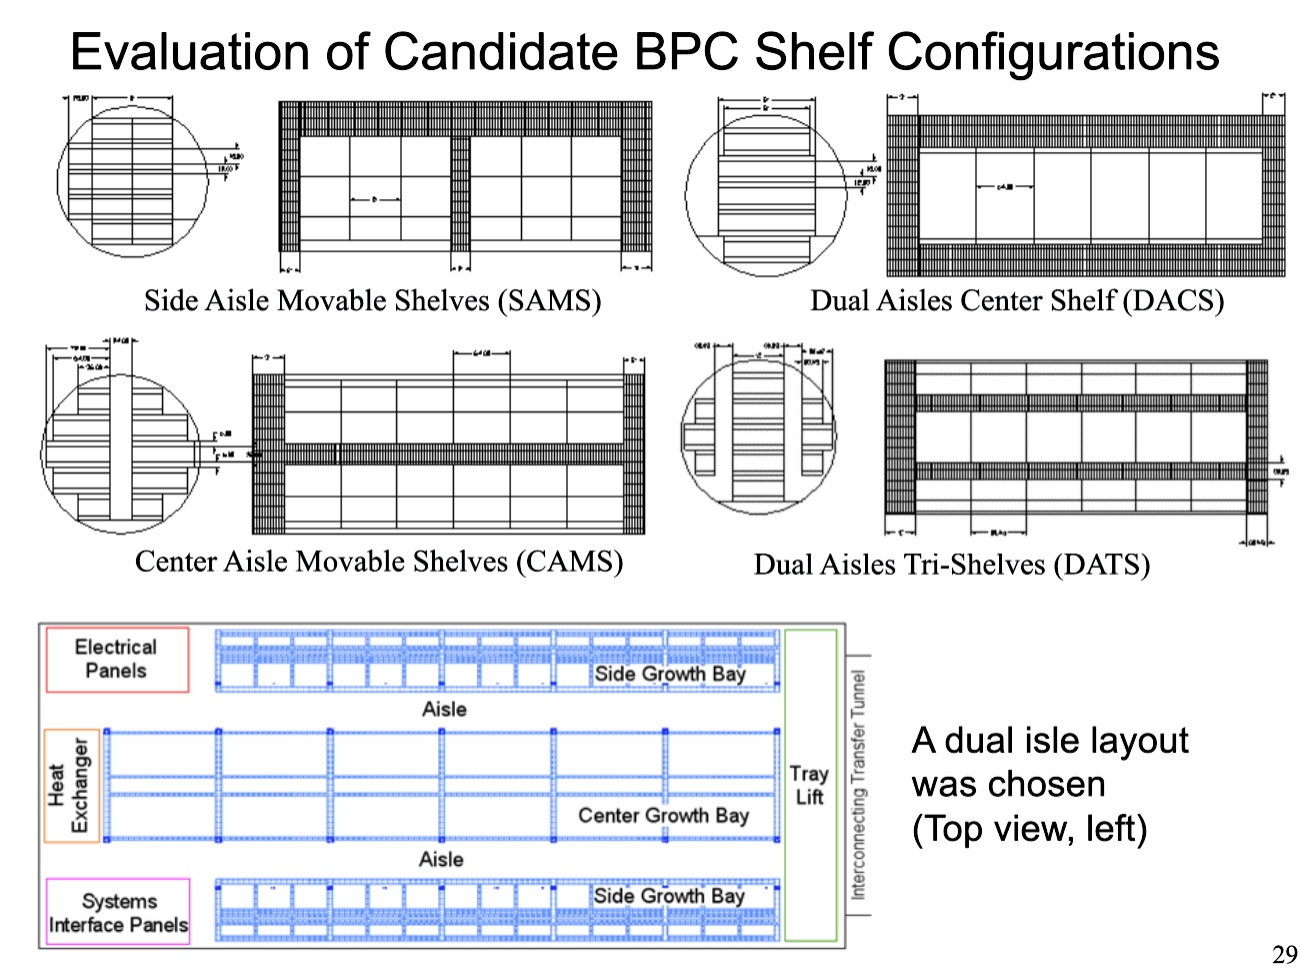 Evaluation of Candidate BPC Shelf Configurations
Side Aisle Movable Shelves (SAMS)
Dual Aisles Center Shelf (DACS)
Center Aisle Movable Shelves (CAMS)
Dual Aisles Tri-Shelves (DATS)
Electrical
Panels
Side Growth Bay
Aisle
Heat
Exchanger
Center Growth Bay
Aisle
Systems
Interface Panels
Side Growth Bay
Tray
Lift
Interconnecting Transfer Tunnel
A dual isle layout
was chosen
(Top view, left)
29